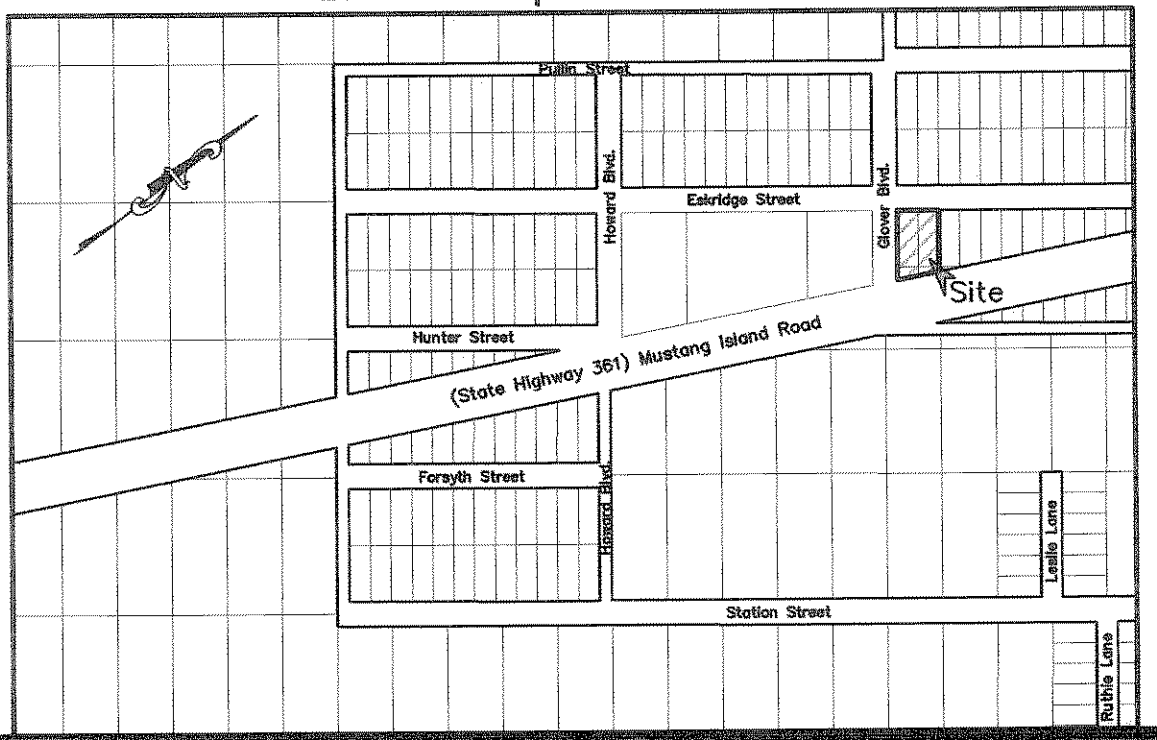 Pullin Street
Howard Blvd.
Eskridge Street
Glover Blvd.
Site
Hunter Street
(State Highway 361) Mustang Island Road
Forsyth Street
Howard Blvd.
Leslie Lane
Station Street
Ruthie Lane